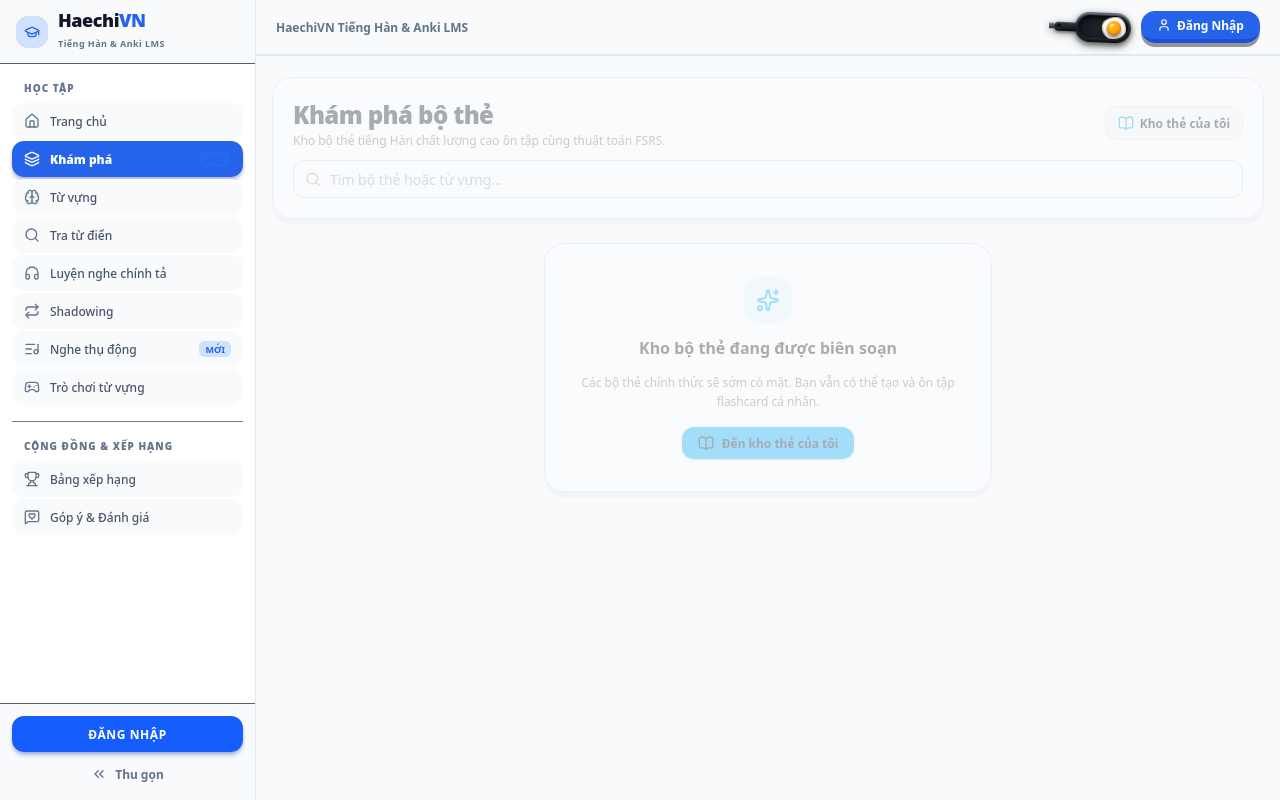 HaechiVN
Tiếng Hàn & Anki LMS
HỌC TẬP
Trang chủ
Khám phá
Từ vựng
Tra từ điển
Luyện nghe chính tả
Shadowing
Nghe thụ động
MỚI
Trò chơi từ vựng
CỘNG ĐỒNG & XẾP HẠNG
Bảng xếp hạng
Góp ý & Đánh giá
ĐĂNG NHẬP
Thu gọn
HaechiVN Tiếng Hàn & Anki LMS
Đăng Nhập
Khám phá bộ thẻ
Kho bộ thẻ tiếng Hàn chất lượng cao ôn tập cùng thuật toán FSRS.
Kho thẻ của tôi
Tìm bộ thẻ hoặc từ vựng...
Kho bộ thẻ đang được biên soạn
Các bộ thẻ chính thức sẽ sớm có mặt. Bạn vẫn có thể tạo và ôn tập
flashcard cá nhân.
Đến kho thẻ của tôi